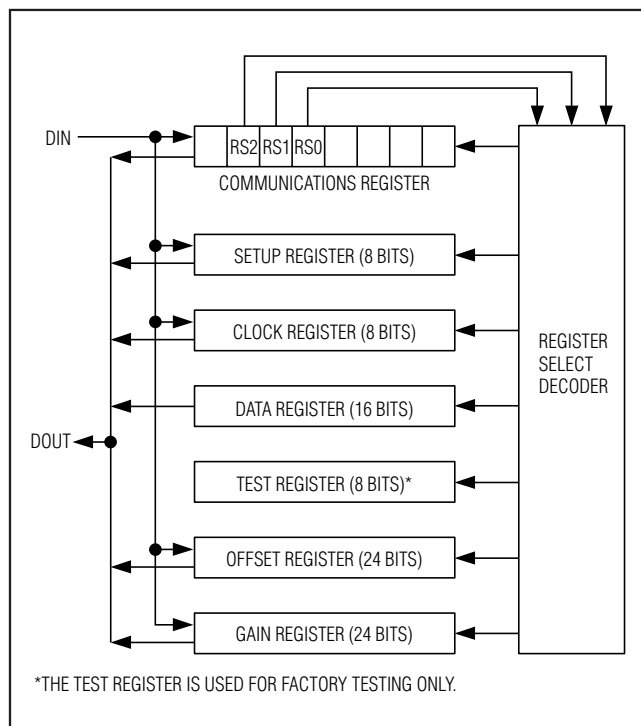 DIN
RS2 RS1 RS0
COMMUNICATIONS REGISTER
SETUP REGISTER (8 BITS)
CLOCK REGISTER (8 BITS)
REGISTER
SELECT
DECODER
DATA REGISTER (16 BITS)
DOUT
TEST REGISTER (8 BITS)*
OFFSET REGISTER (24 BITS)
GAIN REGISTER (24 BITS)
*THE TEST REGISTER IS USED FOR FACTORY TESTING ONLY.